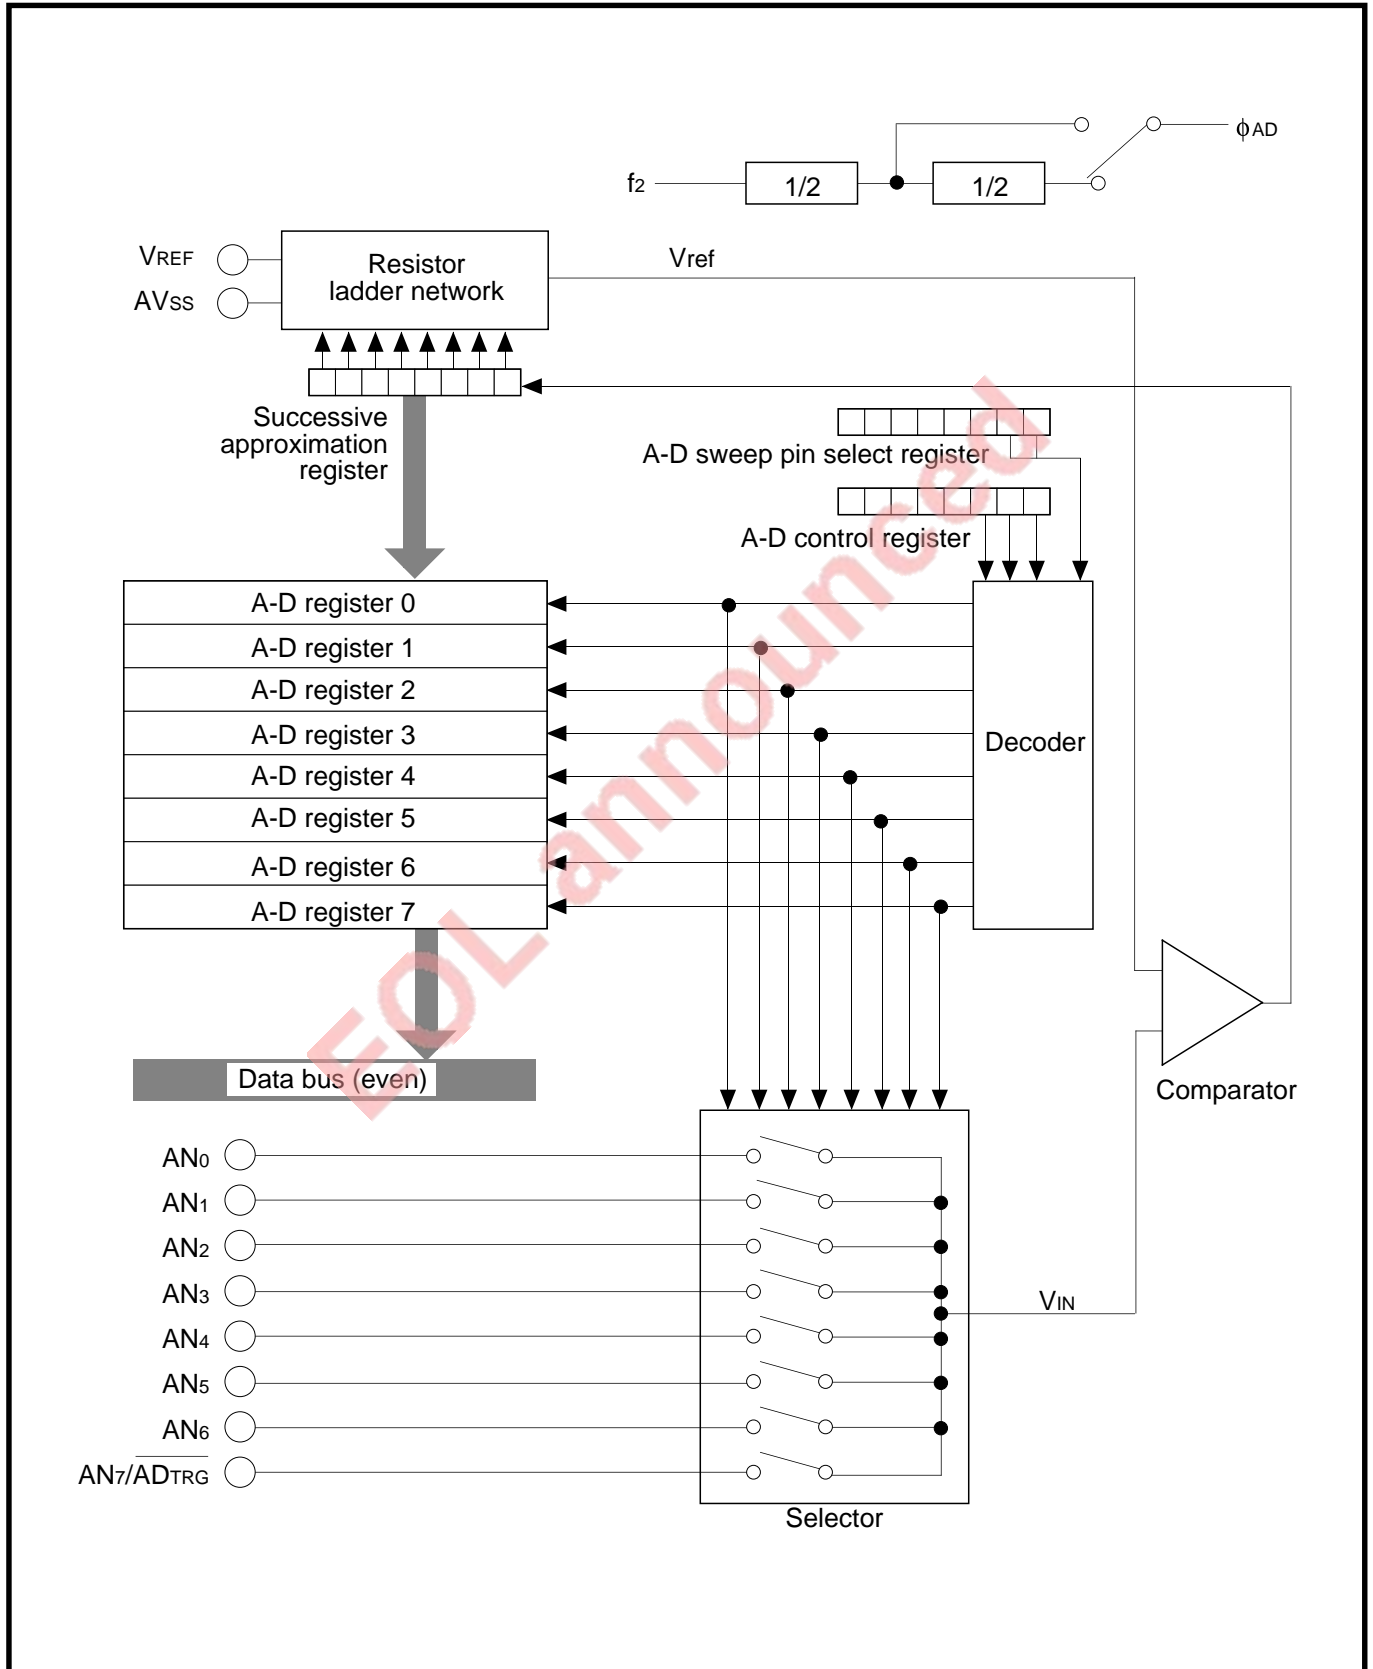 ϕAD
f2
1/2
1/2
VREF
AVSS
Resistor
ladder network
Vref
Successive
approximation
register
A-D sweep pin select register
A-D control register
A-D register 0
A-D register 1
A-D register 2
A-D register 3
A-D register 4
A-D register 5
A-D register 6
A-D register 7
Decoder
Data bus (even)
Comparator
AN0
AN1
AN2
AN3
AN4
AN5
AN6
AN7/ADTRG
VIN
Selector
EOL announced